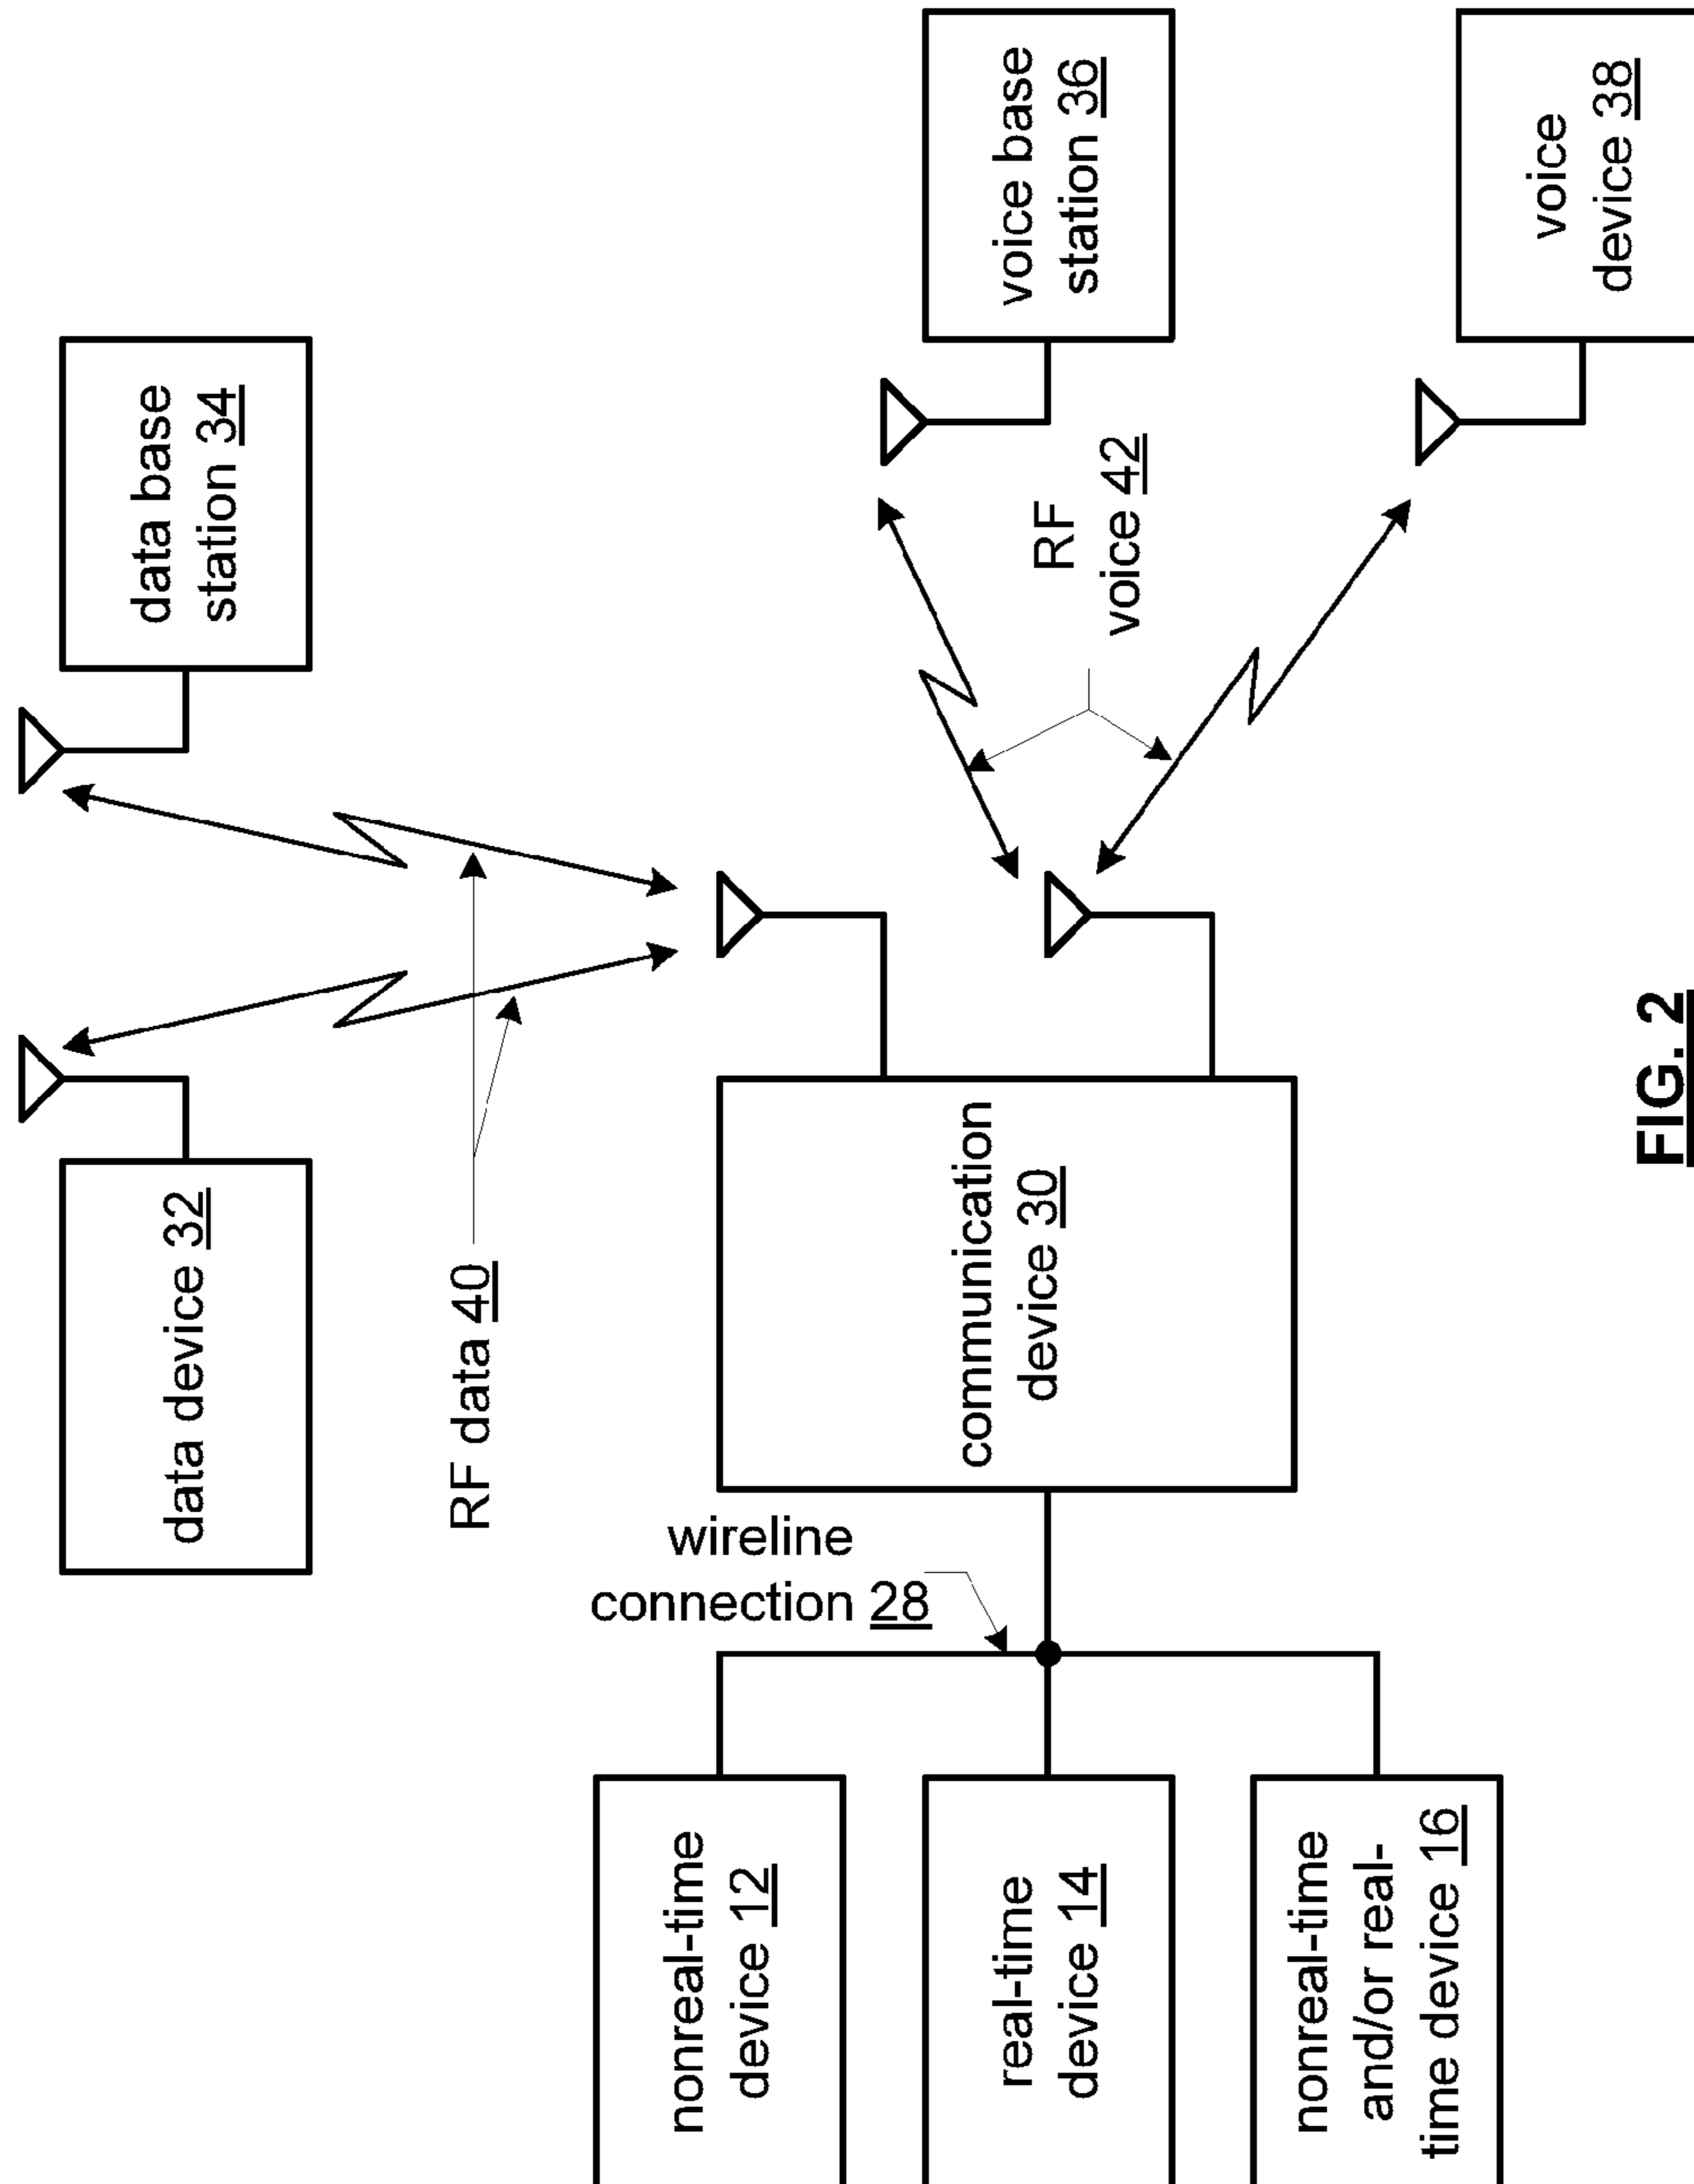 data device 32
data base
station 34
RF data 40
wireline
connection 28
nonreal-time
device 12
real-time
device 14
nonreal-time
and/or real-
time device 16
communication
device 30
RF
voice 42
voice base
station 36
voice
device 38
FIG. 2